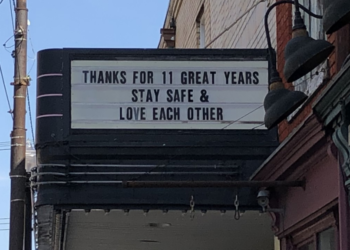 THANKS FOR 11 GREAT YEARS
STAY SAFE &
LOVE EACH OTHER